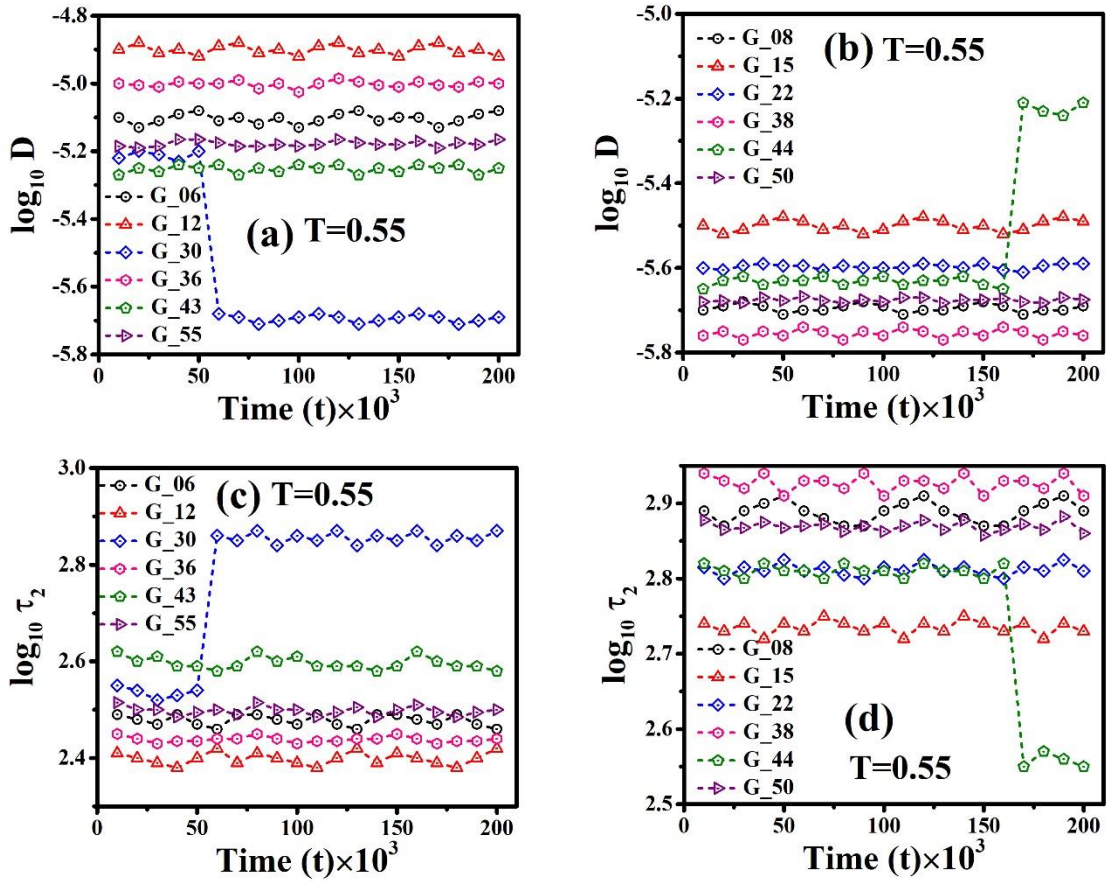 -4.8
-5.0
-5.2
-5.4
-5.6
-5.8
log₁₀ D
G_06
G_12
G_30
G_36
G_43
G_55
(a) T=0.55
0 50 100 150 200
Time (t)×10³
-5.0
-5.2
-5.4
-5.6
-5.8
log₁₀ D
G_08
G_15
G_22
G_38
G_44
G_50
(b) T=0.55
0 50 100 150 200
Time (t)×10³
3.0
2.8
2.6
2.4
log₁₀ τ₂
G_06
G_12
G_30
G_36
G_43
G_55
(c) T=0.55
0 50 100 150 200
Time (t)×10³
2.9
2.8
2.7
2.6
2.5
log₁₀ τ₂
G_08
G_15
G_22
G_38
G_44
G_50
(d)
T=0.55
0 50 100 150 200
Time (t)×10³